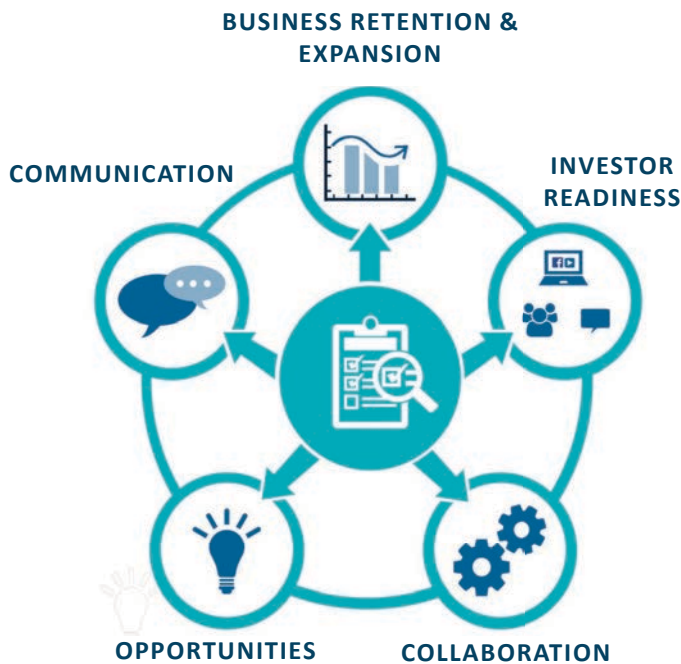 BUSINESS RETENTION &
EXPANSION
COMMUNICATION
INVESTOR
READINESS
OPPORTUNITIES
COLLABORATION